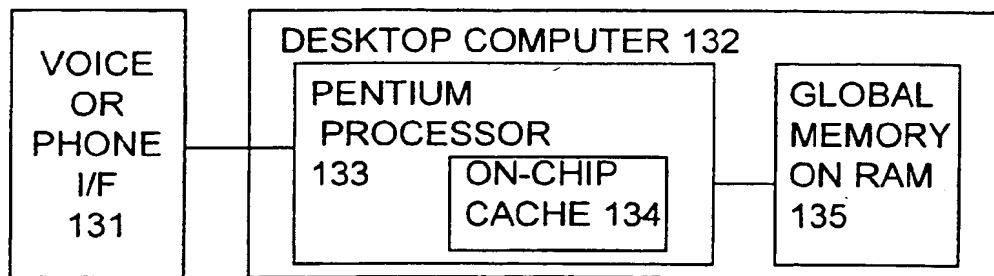 VOICE
OR
PHONE
I/F
131
DESKTOP COMPUTER 132
PENTIUM
PROCESSOR
133
ON-CHIP
CACHE 134
GLOBAL
MEMORY
ON RAM
135